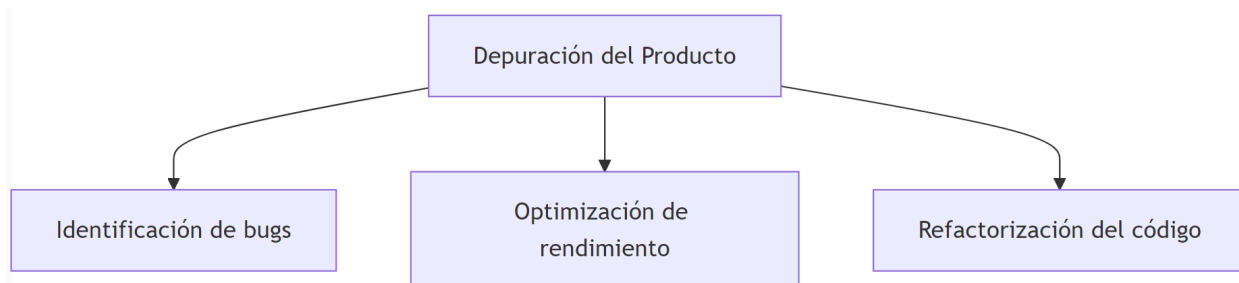 Depuración del Producto
Identificación de bugs
Optimización de
rendimiento
Refactorización del código